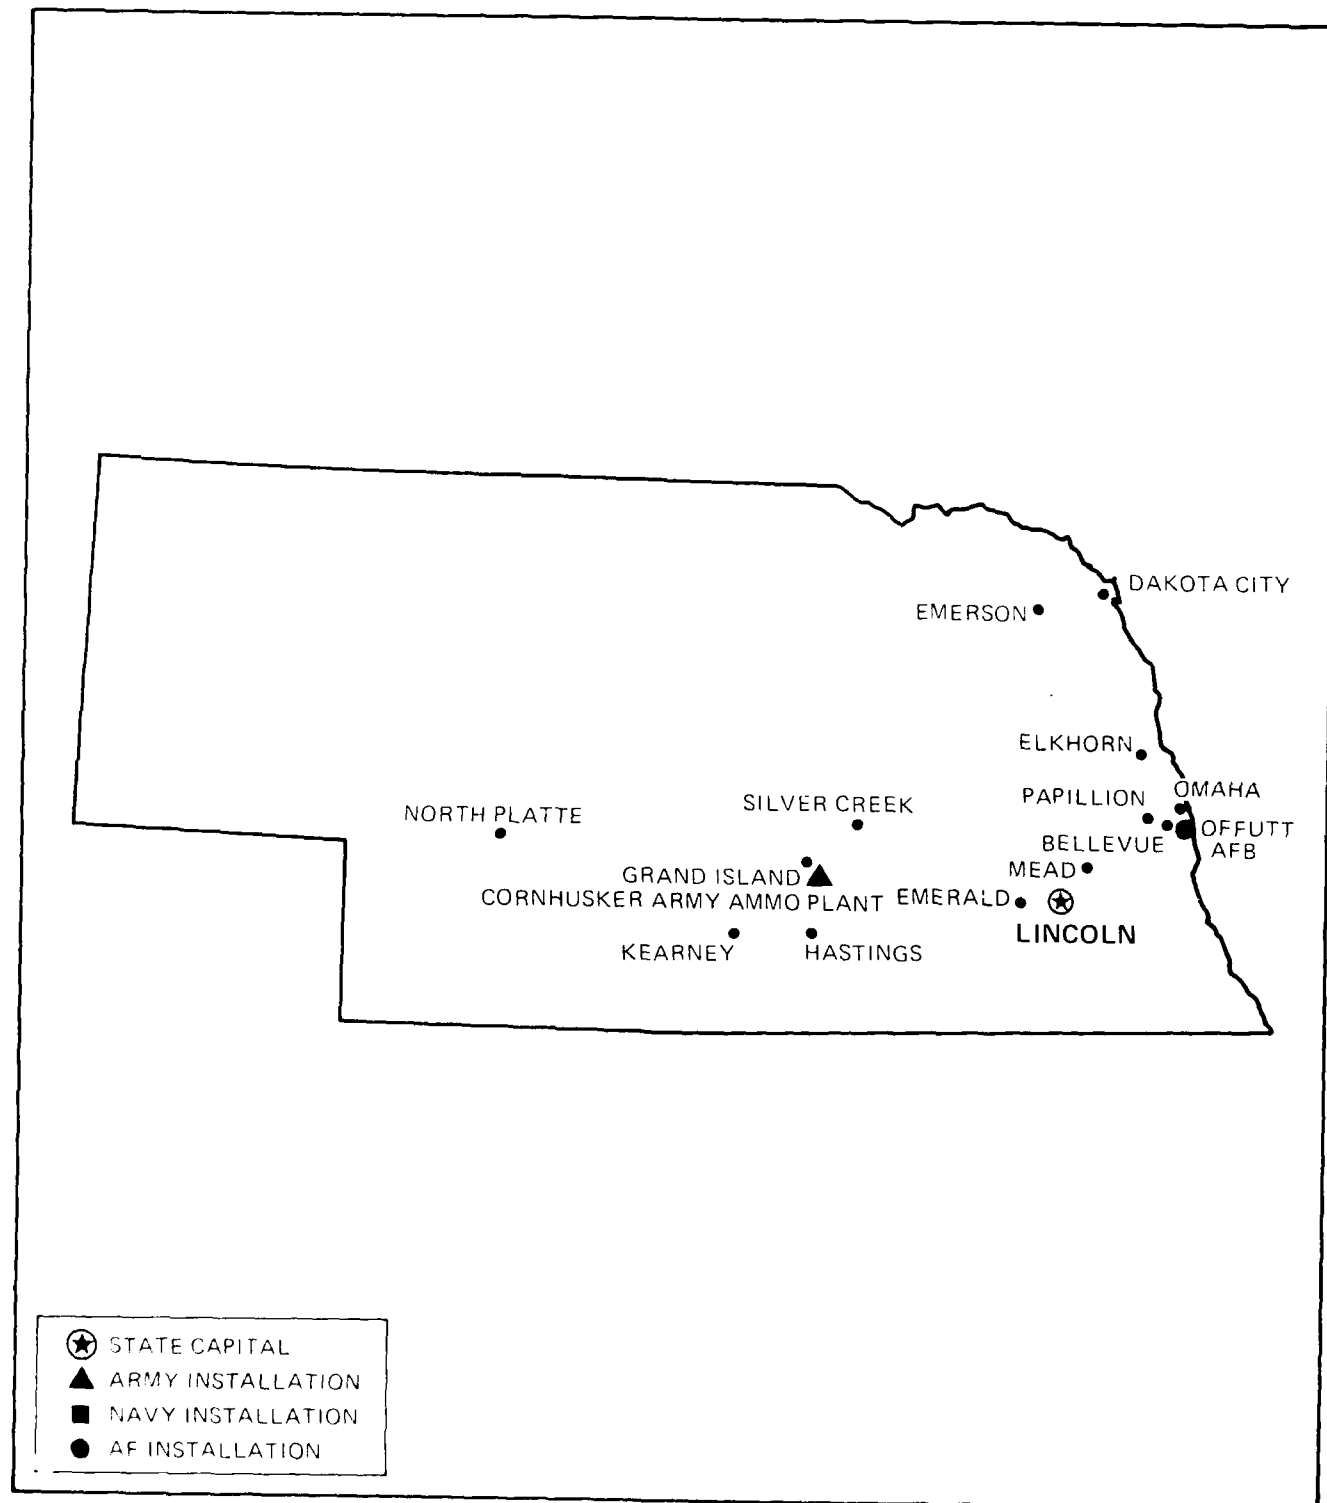 DAKOTA CITY
EMERSON
ELKHORN
OMAHA
PAPILLION
SILVER CREEK
NORTH PLATTE
OFFUTT
AFB
BELLEVUE
MEAD
GRAND ISLAND
CORNHUSKER ARMY AMMO PLANT
EMERALD
LINCOLN
KEARNEY
HASTINGS
STATE CAPITAL
ARMY INSTALLATION
NAVY INSTALLATION
AF INSTALLATION